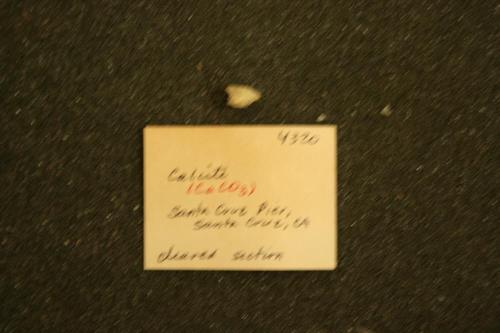 4320
Calcite
(CaCO3)
Santa Cruz Pier,
Santa Cruz, CA
cleaved section